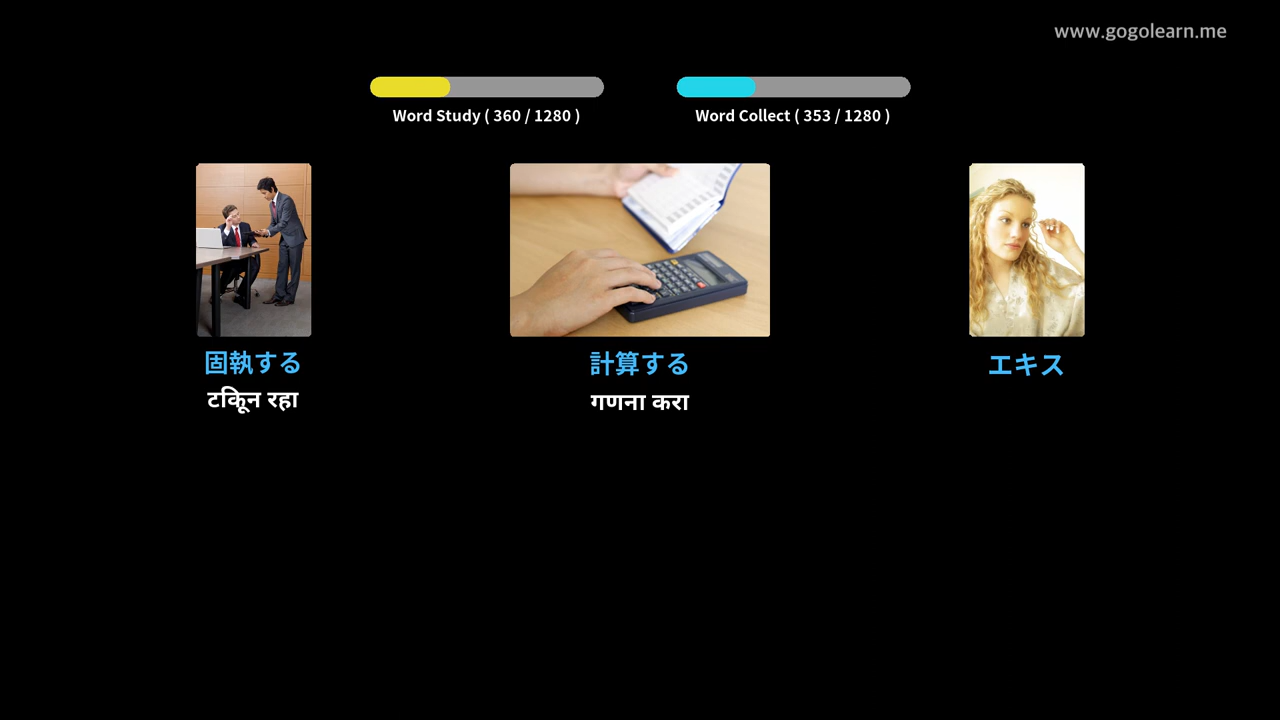 www.gogolearn.me
Word Study ( 360 / 1280 )
Word Collect ( 353 / 1280 )
固執する
計算する
エキス
टिकून रहा
गणना करा